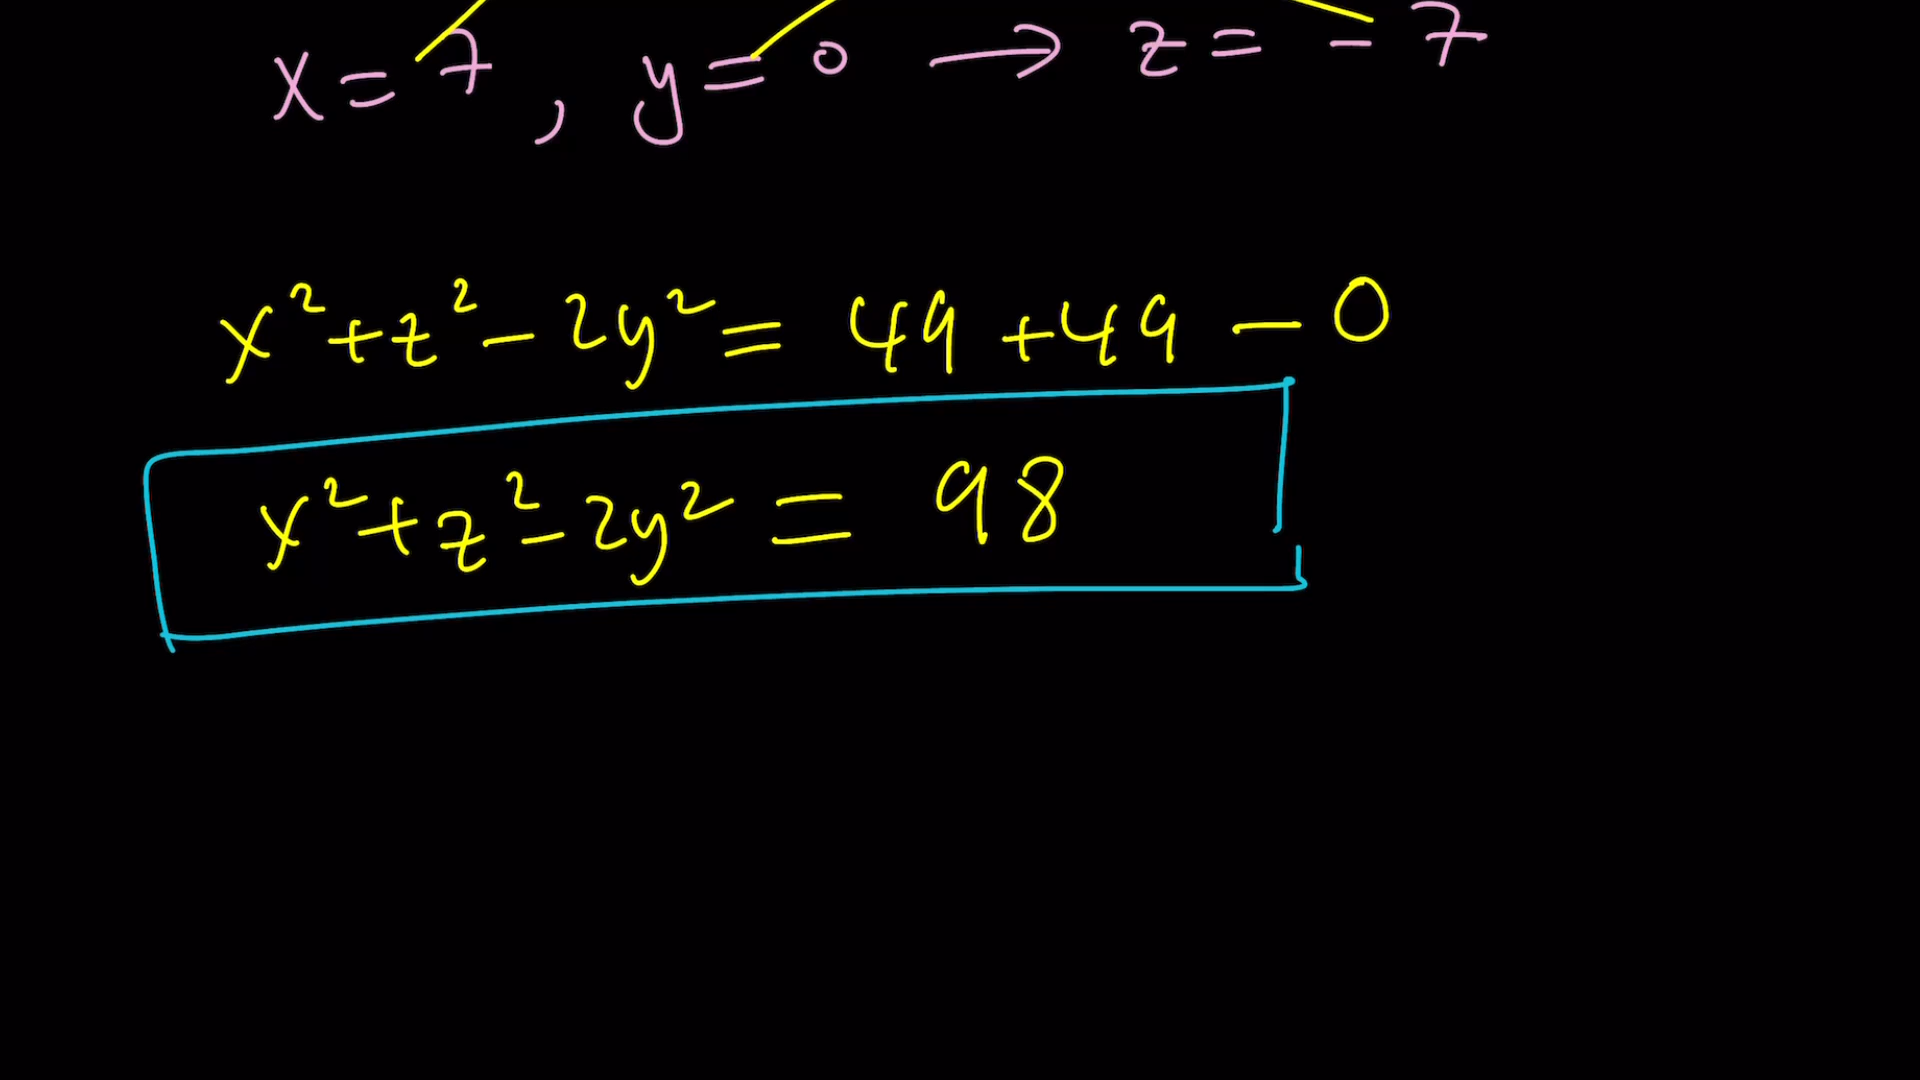 x = 7 , y = 0 → z = - 7
x² + z² - 2y² = 49 + 49 - 0
x² + z² - 2y² = 98